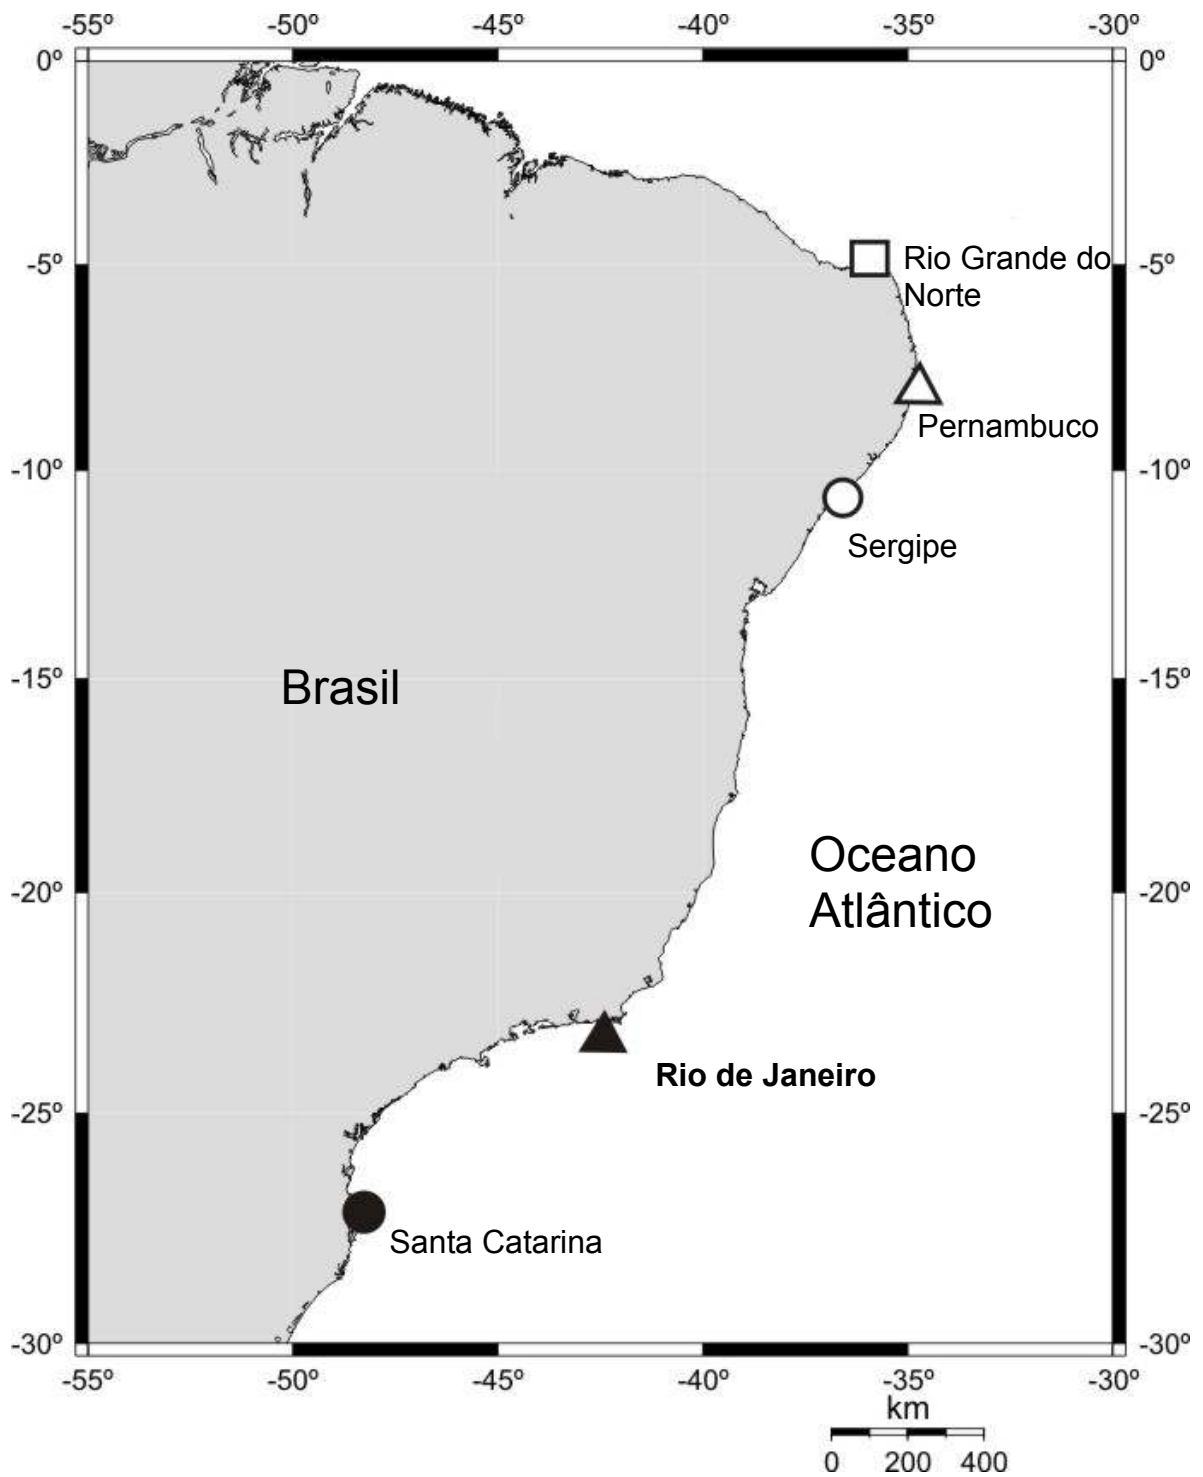 -55º -50º -45º -40º -35º -30º
0º 0º
-5º Rio Grande do -5º
Norte
Pernambuco
-10º -10º
Sergipe
-15º Brasil -15º
Oceano
-20º -20º
Atlântico
Rio de Janeiro
-25º -25º
Santa Catarina
-30º -30º
-55º -50º -45º -40º -35º -30º
km
0 200 400